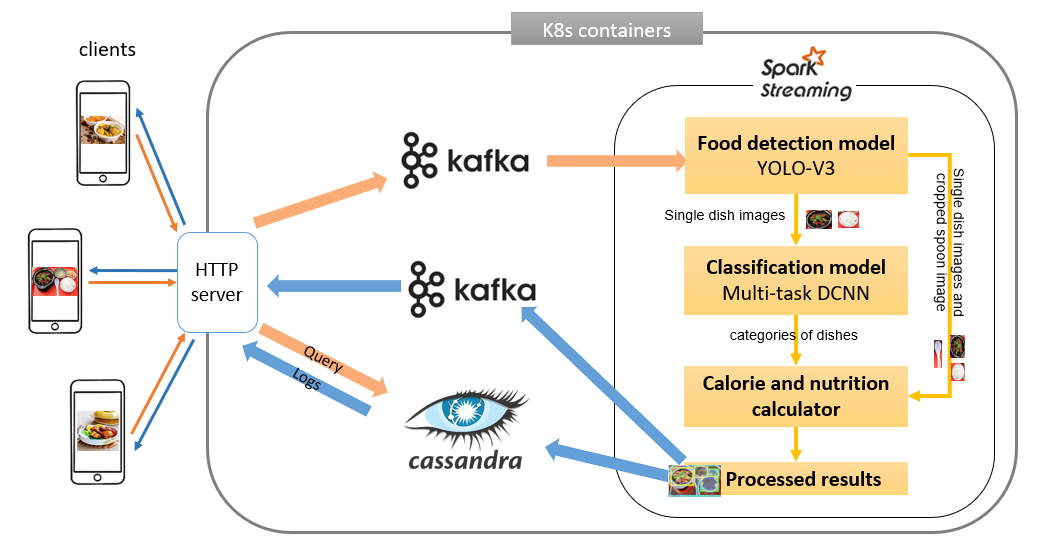 K8s containers
clients
Spark
Streaming
Food detection model
YOLO-V3
kafka
Single dish images
Single dish images and
cropped spoon image
HTTP
server
Classification model
Multi-task DCNN
kafka
categories of dishes
Query
Logs
Calorie and nutrition
calculator
cassandra
Processed results